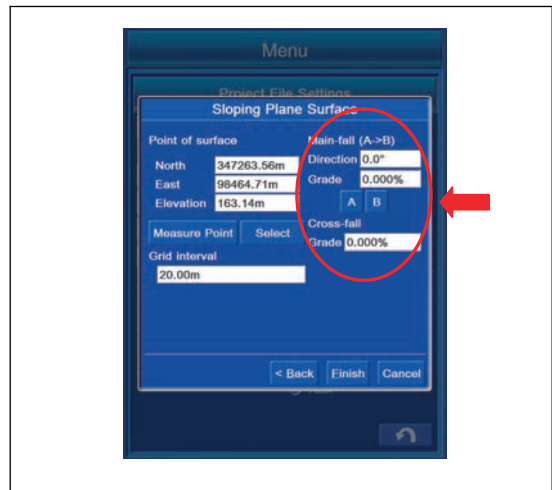 Menu
Project File Settings
Sloping Plane Surface
Point of surface
North 347263.56m
East 98464.71m
Elevation 163.14m
Measure Point Select
Grid interval
20.00m
Main-fall (A->B)
Direction 0.0°
Grade 0.000%
A B
Cross-fall
Grade 0.000%
< Back Finish Cancel